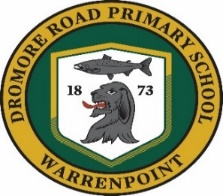 DROMORE ROAD PRIMARY SCHOOL
18 73
WARRENPOINT